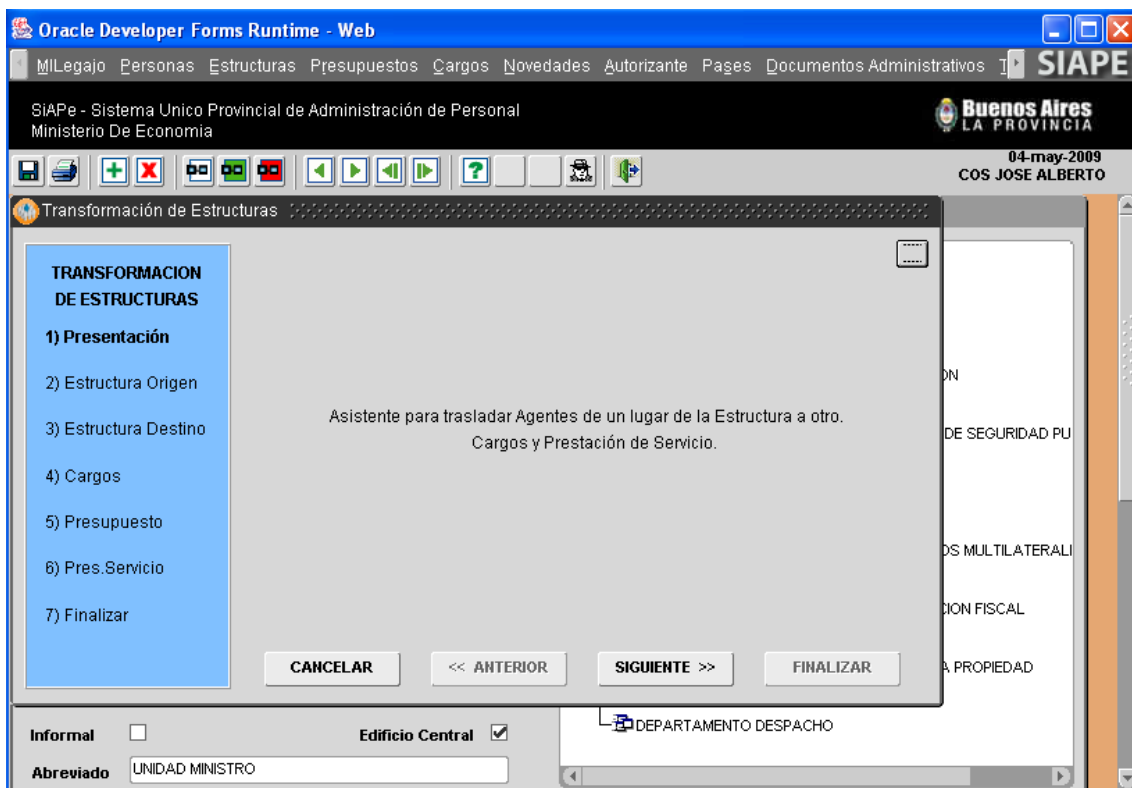 Oracle Developer Forms Runtime - Web
MILegajo Personas Estructuras Presupuestos Cargos Novedades Autorizante Pases Documentos Administrativos SIAPE
SiAPe - Sistema Unico Provincial de Administración de Personal
Ministerio De Economia
Buenos Aires
LA PROVINCIA
04-may-2009
COS JOSE ALBERTO
Transformación de Estructuras
TRANSFORMACION
DE ESTRUCTURAS
1) Presentación
2) Estructura Origen
3) Estructura Destino
4) Cargos
5) Presupuesto
6) Pres.Servicio
7) Finalizar
Asistente para trasladar Agentes de un lugar de la Estructura a otro.
Cargos y Prestación de Servicio.
CANCELAR
<< ANTERIOR
SIGUIENTE >>
FINALIZAR
ON
DE SEGURIDAD PU
OS MULTILATERALI
CION FISCAL
A PROPIEDAD
DEPARTAMENTO DESPACHO
Informal
Edificio Central
Abreviado
UNIDAD MINISTRO